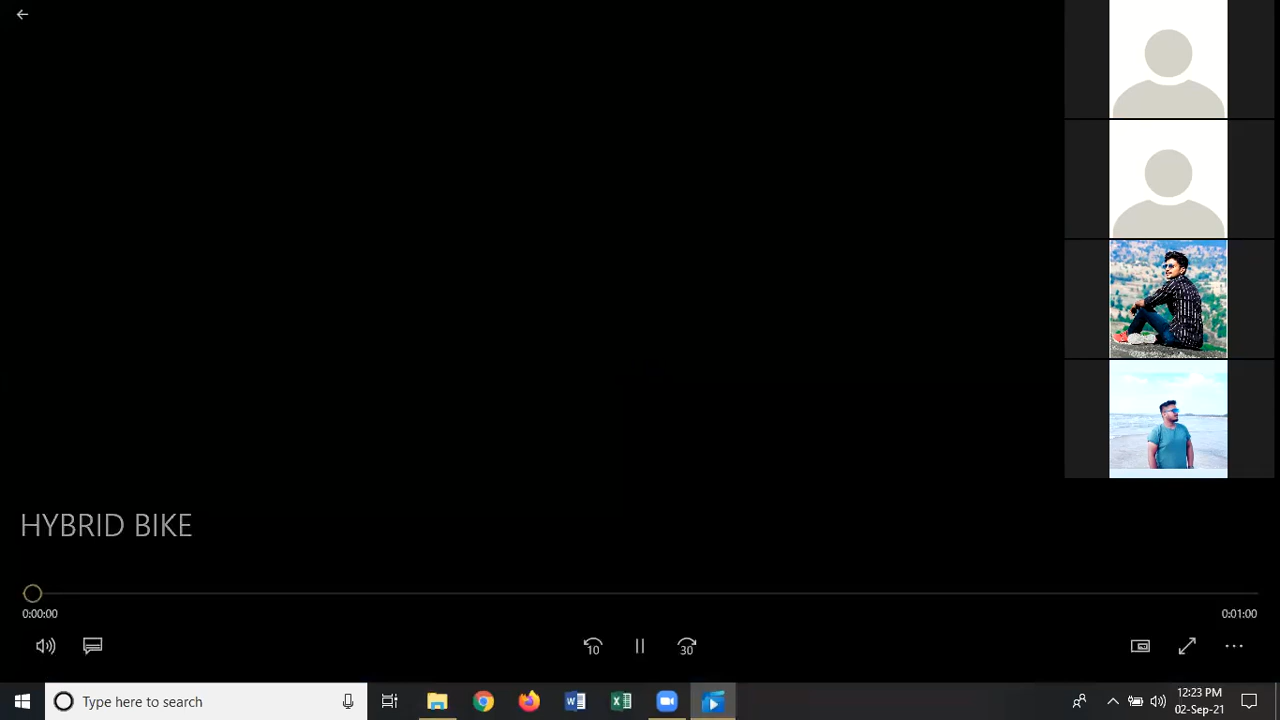 HYBRID BIKE
0:00:00
0:01:00
10
30
Type here to search
12:23 PM
02-Sep-21